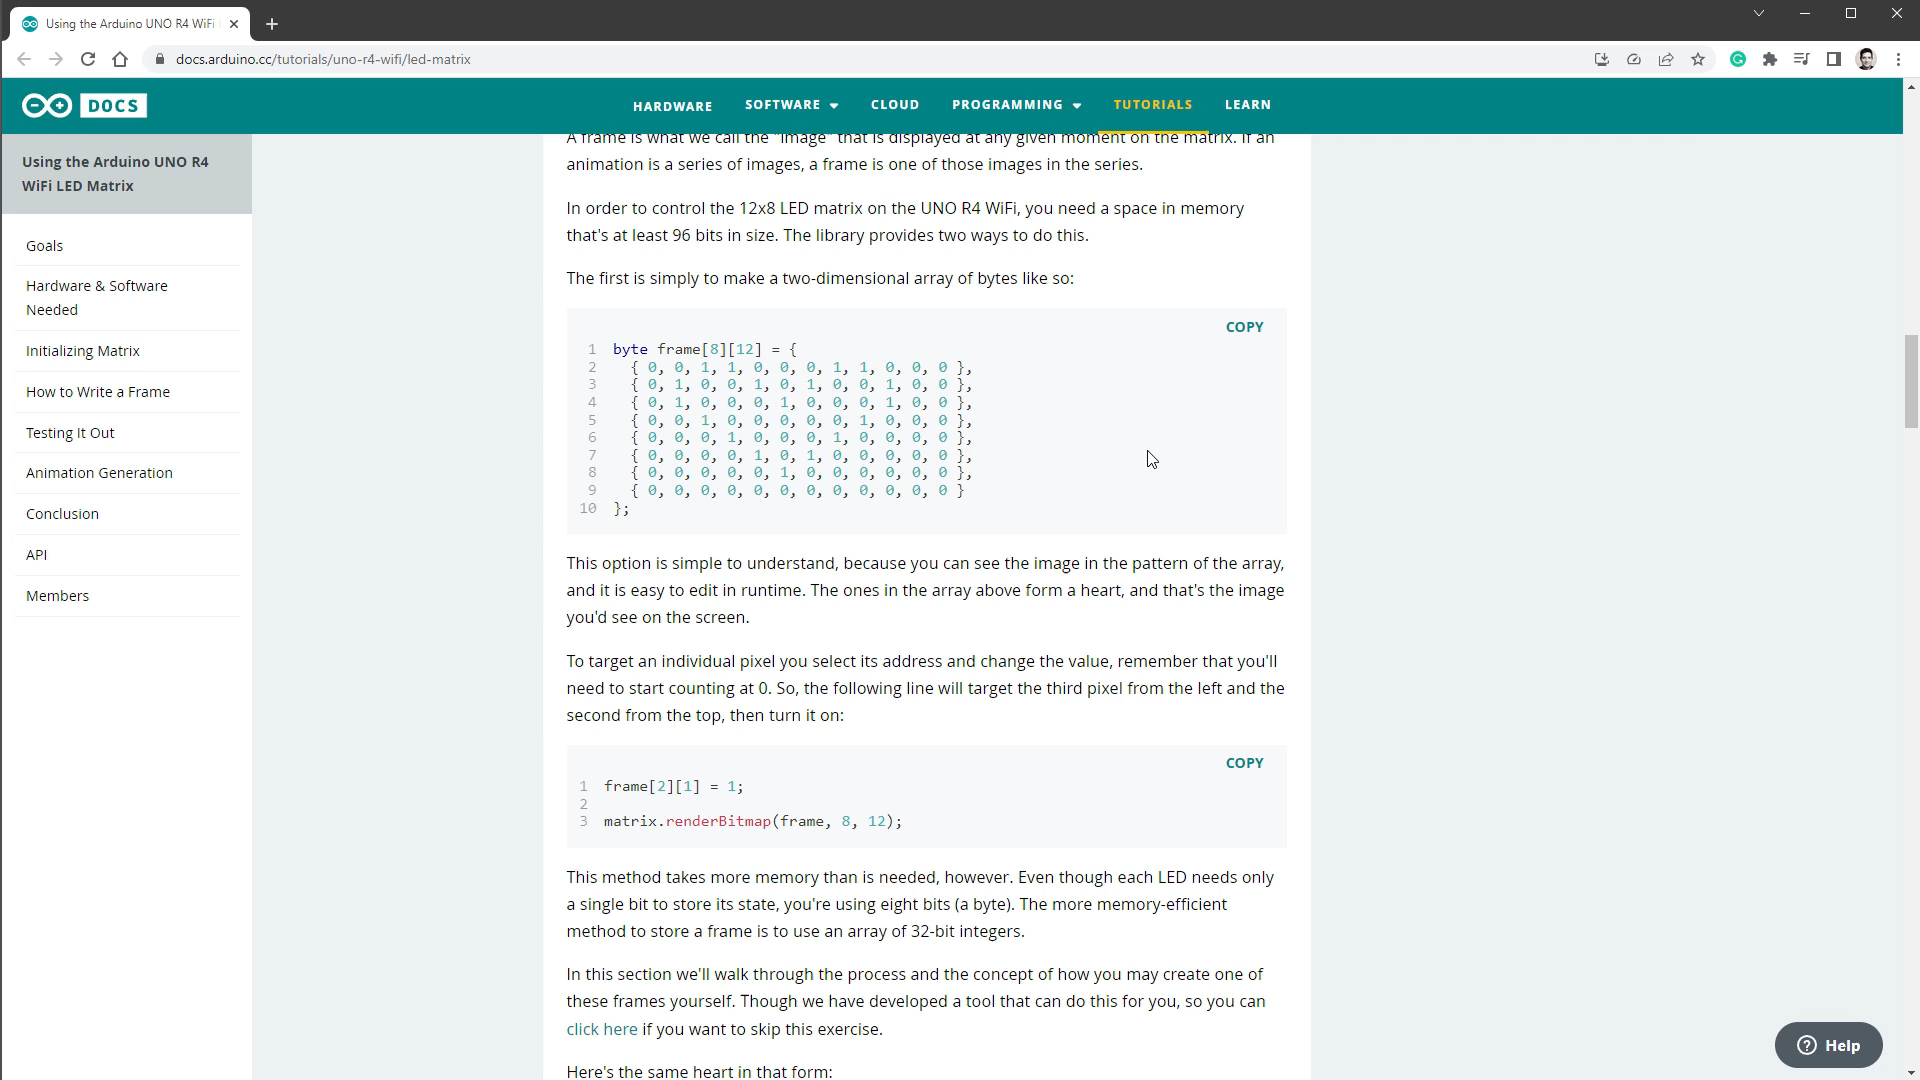 Using the Arduino UNO R4 WiFi
docs.arduino.cc/tutorials/uno-r4-wifi/led-matrix
DOCS
HARDWARE
SOFTWARE
CLOUD
PROGRAMMING
TUTORIALS
LEARN
Using the Arduino UNO R4
WiFi LED Matrix
Goals
Hardware & Software
Needed
Initializing Matrix
How to Write a Frame
Testing It Out
Animation Generation
Conclusion
API
Members
A frame is what we call the "image" that is displayed at any given moment on the matrix. If an
animation is a series of images, a frame is one of those images in the series.
In order to control the 12x8 LED matrix on the UNO R4 WiFi, you need a space in memory
that's at least 96 bits in size. The library provides two ways to do this.
The first is simply to make a two-dimensional array of bytes like so:
COPY
1 byte frame[8][12] = {
2 { 0, 0, 1, 1, 0, 0, 0, 1, 1, 0, 0, 0 },
3 { 0, 1, 0, 0, 1, 0, 1, 0, 0, 1, 0, 0 },
4 { 0, 1, 0, 0, 0, 1, 0, 0, 0, 1, 0, 0 },
5 { 0, 0, 1, 0, 0, 0, 0, 0, 1, 0, 0, 0 },
6 { 0, 0, 0, 1, 0, 0, 0, 1, 0, 0, 0, 0 },
7 { 0, 0, 0, 0, 1, 0, 1, 0, 0, 0, 0, 0 },
8 { 0, 0, 0, 0, 0, 1, 0, 0, 0, 0, 0, 0 },
9 { 0, 0, 0, 0, 0, 0, 0, 0, 0, 0, 0, 0 }
10 };
This option is simple to understand, because you can see the image in the pattern of the array,
and it is easy to edit in runtime. The ones in the array above form a heart, and that's the image
you'd see on the screen.
To target an individual pixel you select its address and change the value, remember that you'll
need to start counting at 0. So, the following line will target the third pixel from the left and the
second from the top, then turn it on:
COPY
1 frame[2][1] = 1;
2
3 matrix.renderBitmap(frame, 8, 12);
This method takes more memory than is needed, however. Even though each LED needs only
a single bit to store its state, you're using eight bits (a byte). The more memory-efficient
method to store a frame is to use an array of 32-bit integers.
In this section we'll walk through the process and the concept of how you may create one of
these frames yourself. Though we have developed a tool that can do this for you, so you can
click here if you want to skip this exercise.
Here's the same heart in that form:
Help